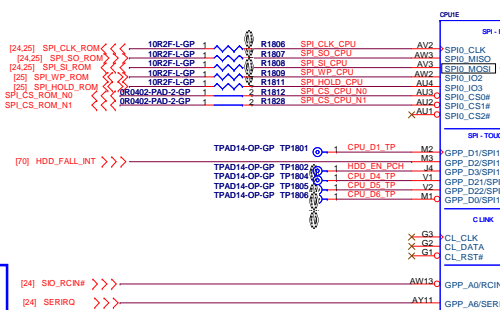 CPU1E
SPI -
[24,25] SPI_CLK_ROM 10R2F-L-GP 1 2 R1806 SPI_CLK_CPU AV2 SPI0_CLK
[24,25] SPI_SO_ROM 10R2F-L-GP 1 2 R1807 SPI_SO_CPU AW3 SPI0_MISO
[24,25] SPI_SI_ROM 10R2F-L-GP 1 2 R1808 SPI_SI_CPU AV3 SPI0_MOSI
[25] SPI_WP_ROM 10R2F-L-GP 1 2 R1809 SPI_WP_CPU AW2 SPI0_IO2
[25] SPI_HOLD_ROM 10R2F-L-GP 1 2 R1811 SPI_HOLD_CPU AU4 SPI0_IO3
SPI_CS_ROM_N0 0R0402-PAD-2-GP 1 2 R1812 SPI_CS_CPU_N0 AU3 SPI0_CS0#
SPI_CS_ROM_N1 0R0402-PAD-2-GP 1 2 R1828 SPI_CS_CPU_N1 AU2 SPI0_CS1#
AU1 SPI0_CS2#
SPI - TOUC
TPAD14-OP-GP TP1801 1 CPU_D1_TP M2 GPP_D1/SPI1
[70] HDD_FALL_INT M3 GPP_D2/SPI1
TPAD14-OP-GP TP1802 1 HDD_EN_PCH J4 GPP_D3/SPI1
TPAD14-OP-GP TP1804 1 CPU_D4_TP V1 GPP_D21/SPI
TPAD14-OP-GP TP1805 1 CPU_D5_TP V2 GPP_D22/SPI
TPAD14-OP-GP TP1806 1 CPU_D6_TP M1 GPP_D0/SPI1
C LINK
G3 CL_CLK
G2 CL_DATA
G1 CL_RST#
[24] SIO_RCIN# AW13 GPP_A0/RCIN
[24] SERIRQ AY11 GPP_A6/SERI